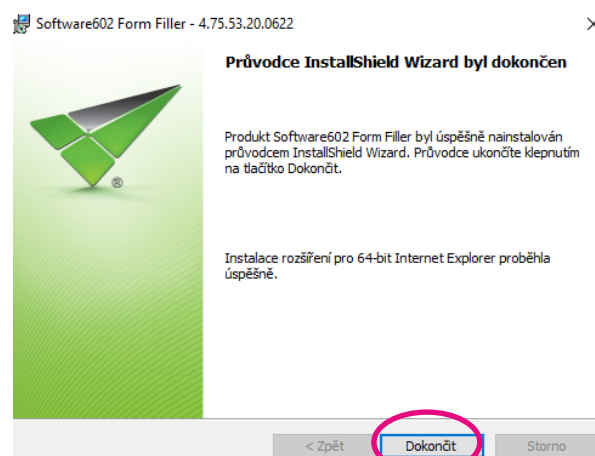 Software602 Form Filler - 4.75.53.20.0622
Průvodce InstallShield Wizard byl dokončen
Produkt Software602 Form Filler byl úspěšně nainstalován
průvodcem InstallShield Wizard. Průvodce ukončíte klepnutím
na tlačítko Dokončit.
®
Instalace rozšíření pro 64-bit Internet Explorer proběhla
úspěšně.
< Zpět Dokončit Storno